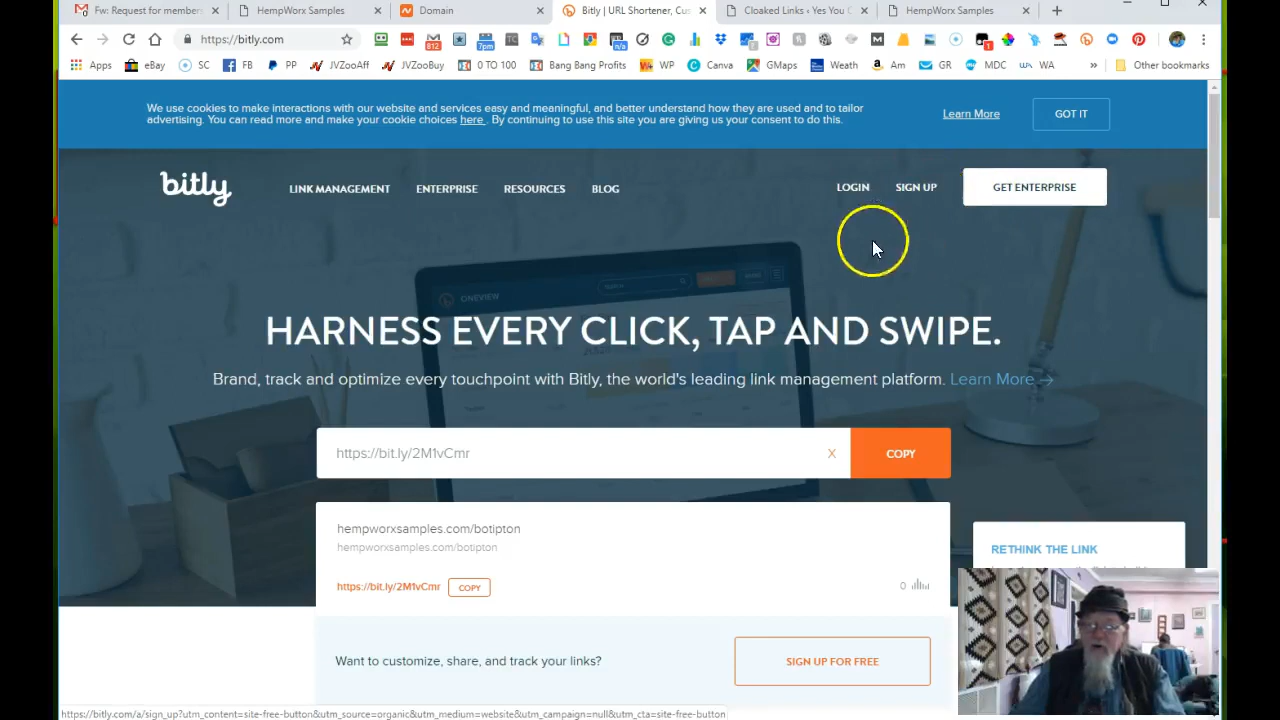 Fw: Request for members
HempWorx Samples
Domain
Bitly | URL Shortener, Cus
Cloaked Links ‹ Yes You C
HempWorx Samples
https://bitly.com
812
7pm
TC
n/a
1
Apps
eBay
SC
FB
PP
JVZooAff
JVZooBuy
0 TO 100
Bang Bang Profits
WP
Canva
GMaps
Weath
Am
GR
MDC
WA
»
Other bookmarks
We use cookies to make interactions with our website and services easy and meaningful, and better understand how they are used and to tailor
advertising. You can read more and make your cookie choices here . By continuing to use this site you are giving us your consent to do this.
Learn More
GOT IT
bitly
LINK MANAGEMENT
ENTERPRISE
RESOURCES
BLOG
LOGIN
SIGN UP
GET ENTERPRISE
ONEVIEW
HARNESS EVERY CLICK, TAP AND SWIPE.
Brand, track and optimize every touchpoint with Bitly, the world's leading link management platform. Learn More →
https://bit.ly/2M1vCmr
X
COPY
hempworxsamples.com/botipton
hempworxsamples.com/botipton
https://bit.ly/2M1vCmr
COPY
0
RETHINK THE LINK
Want to customize, share, and track your links?
SIGN UP FOR FREE
https://bitly.com/a/sign_up?utm_content=site-free-button&utm_source=organic&utm_medium=website&utm_campaign=null&utm_cta=site-free-button